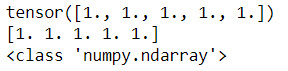 tensor([1., 1., 1., 1., 1.])
[1. 1. 1. 1. 1.]
<class 'numpy.ndarray'>